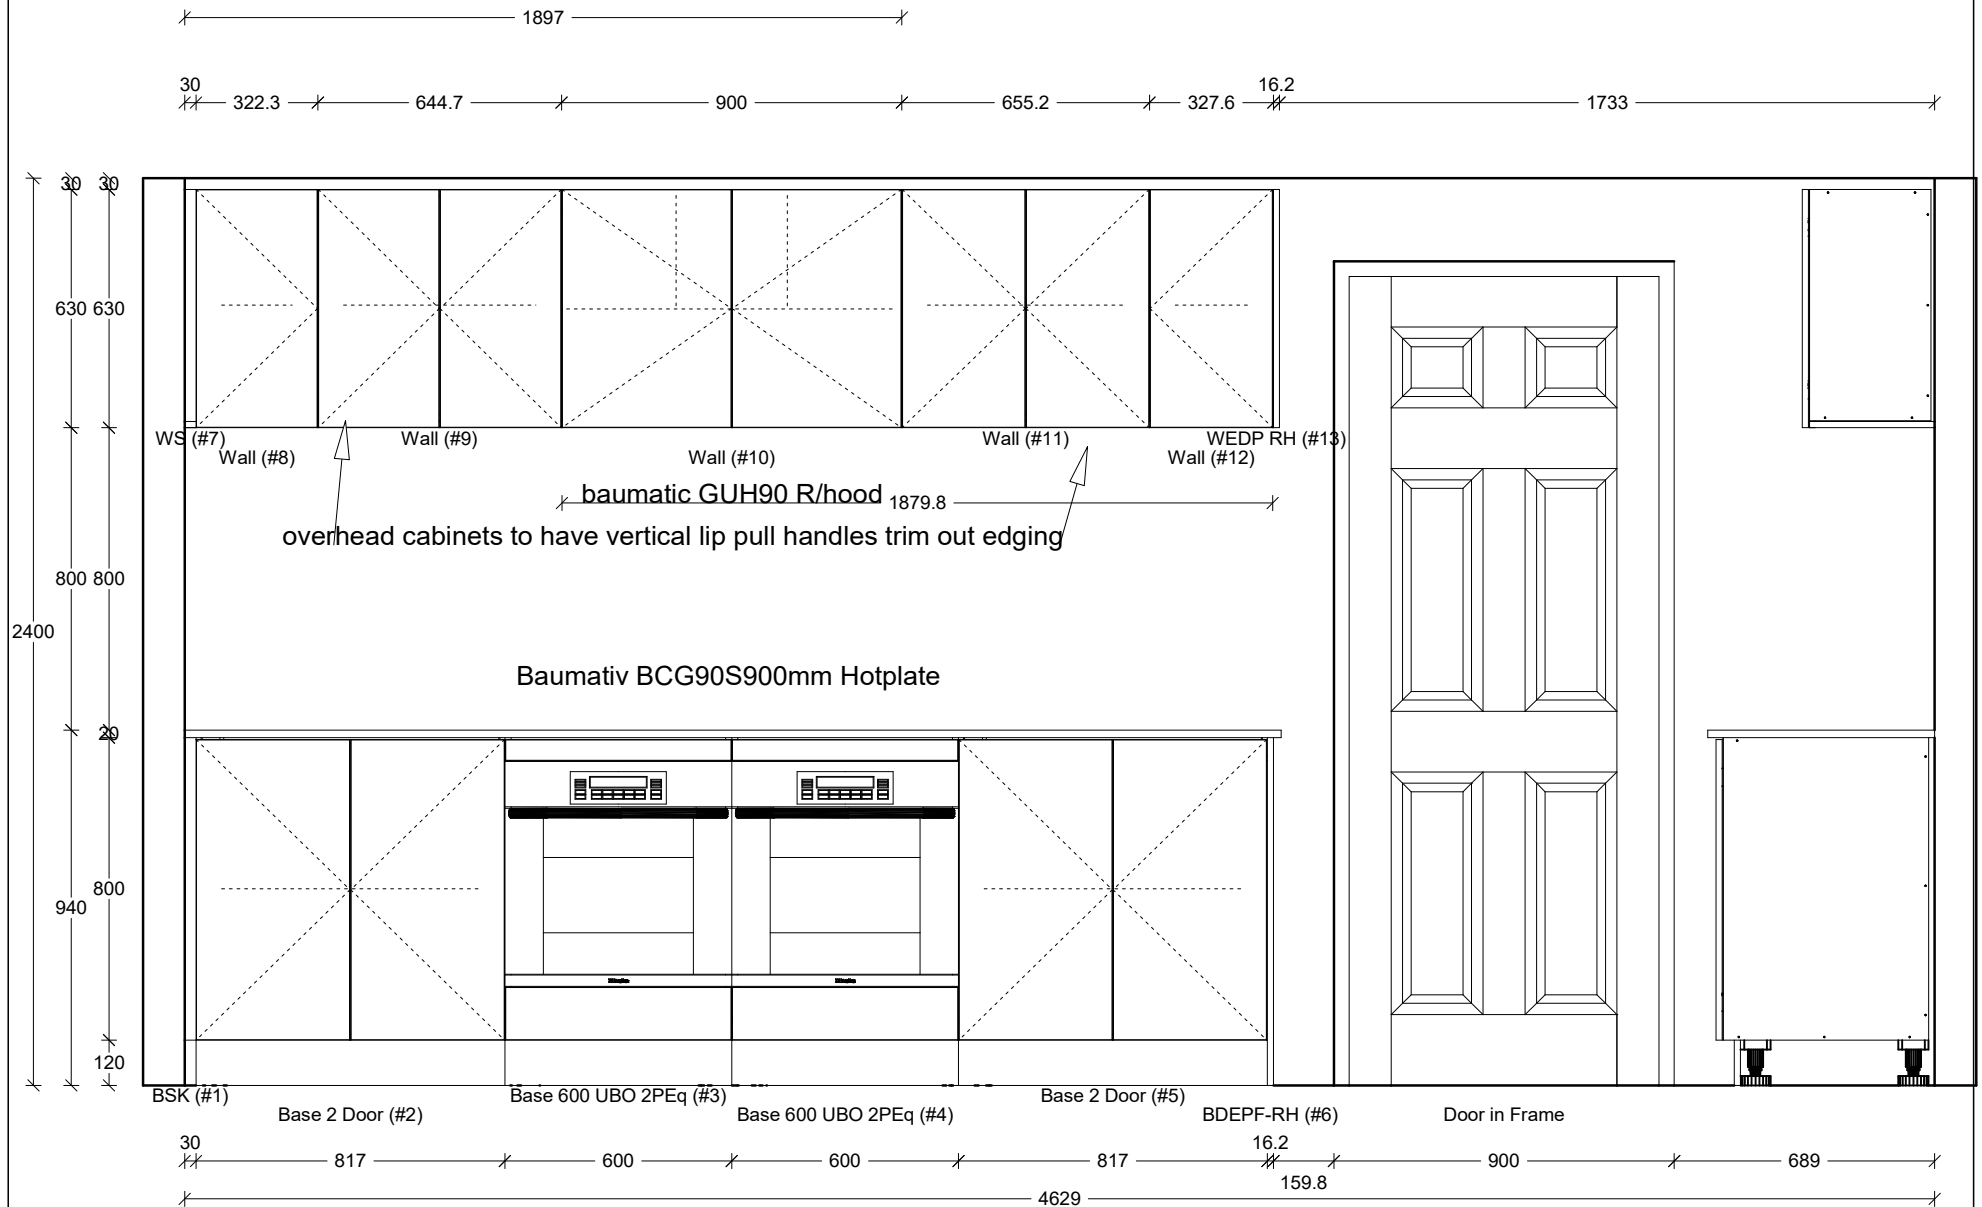 1897
30 16.2
322.3 644.7 900 655.2 327.6 1733
30 30
630 630
WS (#7) Wall (#9) Wall (#11) WEDP RH (#13)
Wall (#8) Wall (#10) Wall (#12)
baumatic GUH90 R/hood 1879.8
overhead cabinets to have vertical lip pull handles trim out edging
800 800
2400
Baumativ BCG90S900mm Hotplate
20
800
940
120
BSK (#1) Base 600 UBO 2PEq (#3) Base 2 Door (#5)
Base 2 Door (#2) Base 600 UBO 2PEq (#4) BDEPF-RH (#6) Door in Frame
30 16.2
817 600 600 817 900 689
159.8
4629